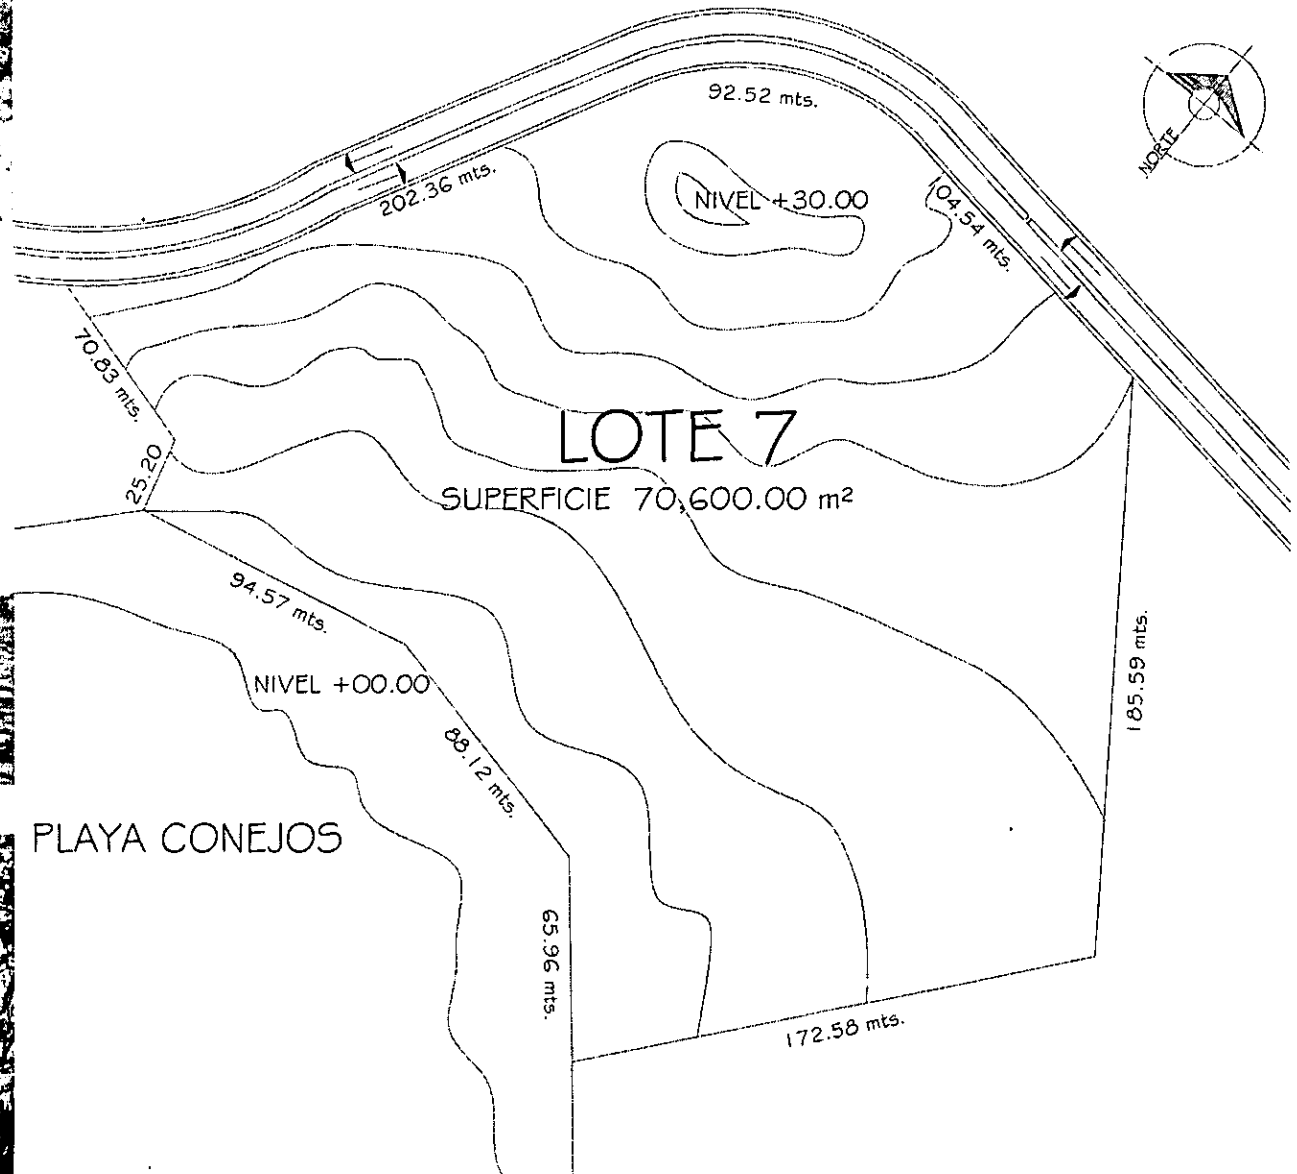 92.52 mts.
NORTE
202.36 mts.
NIVEL +30.00
104.54 mts.
70.83 mts.
LOTE 7
SUPERFICIE 70,600.00 m²
25.20
94.57 mts.
NIVEL +00.00
185.59 mts.
88.12 mts.
PLAYA CONEJOS
65.96 mts.
172.58 mts.